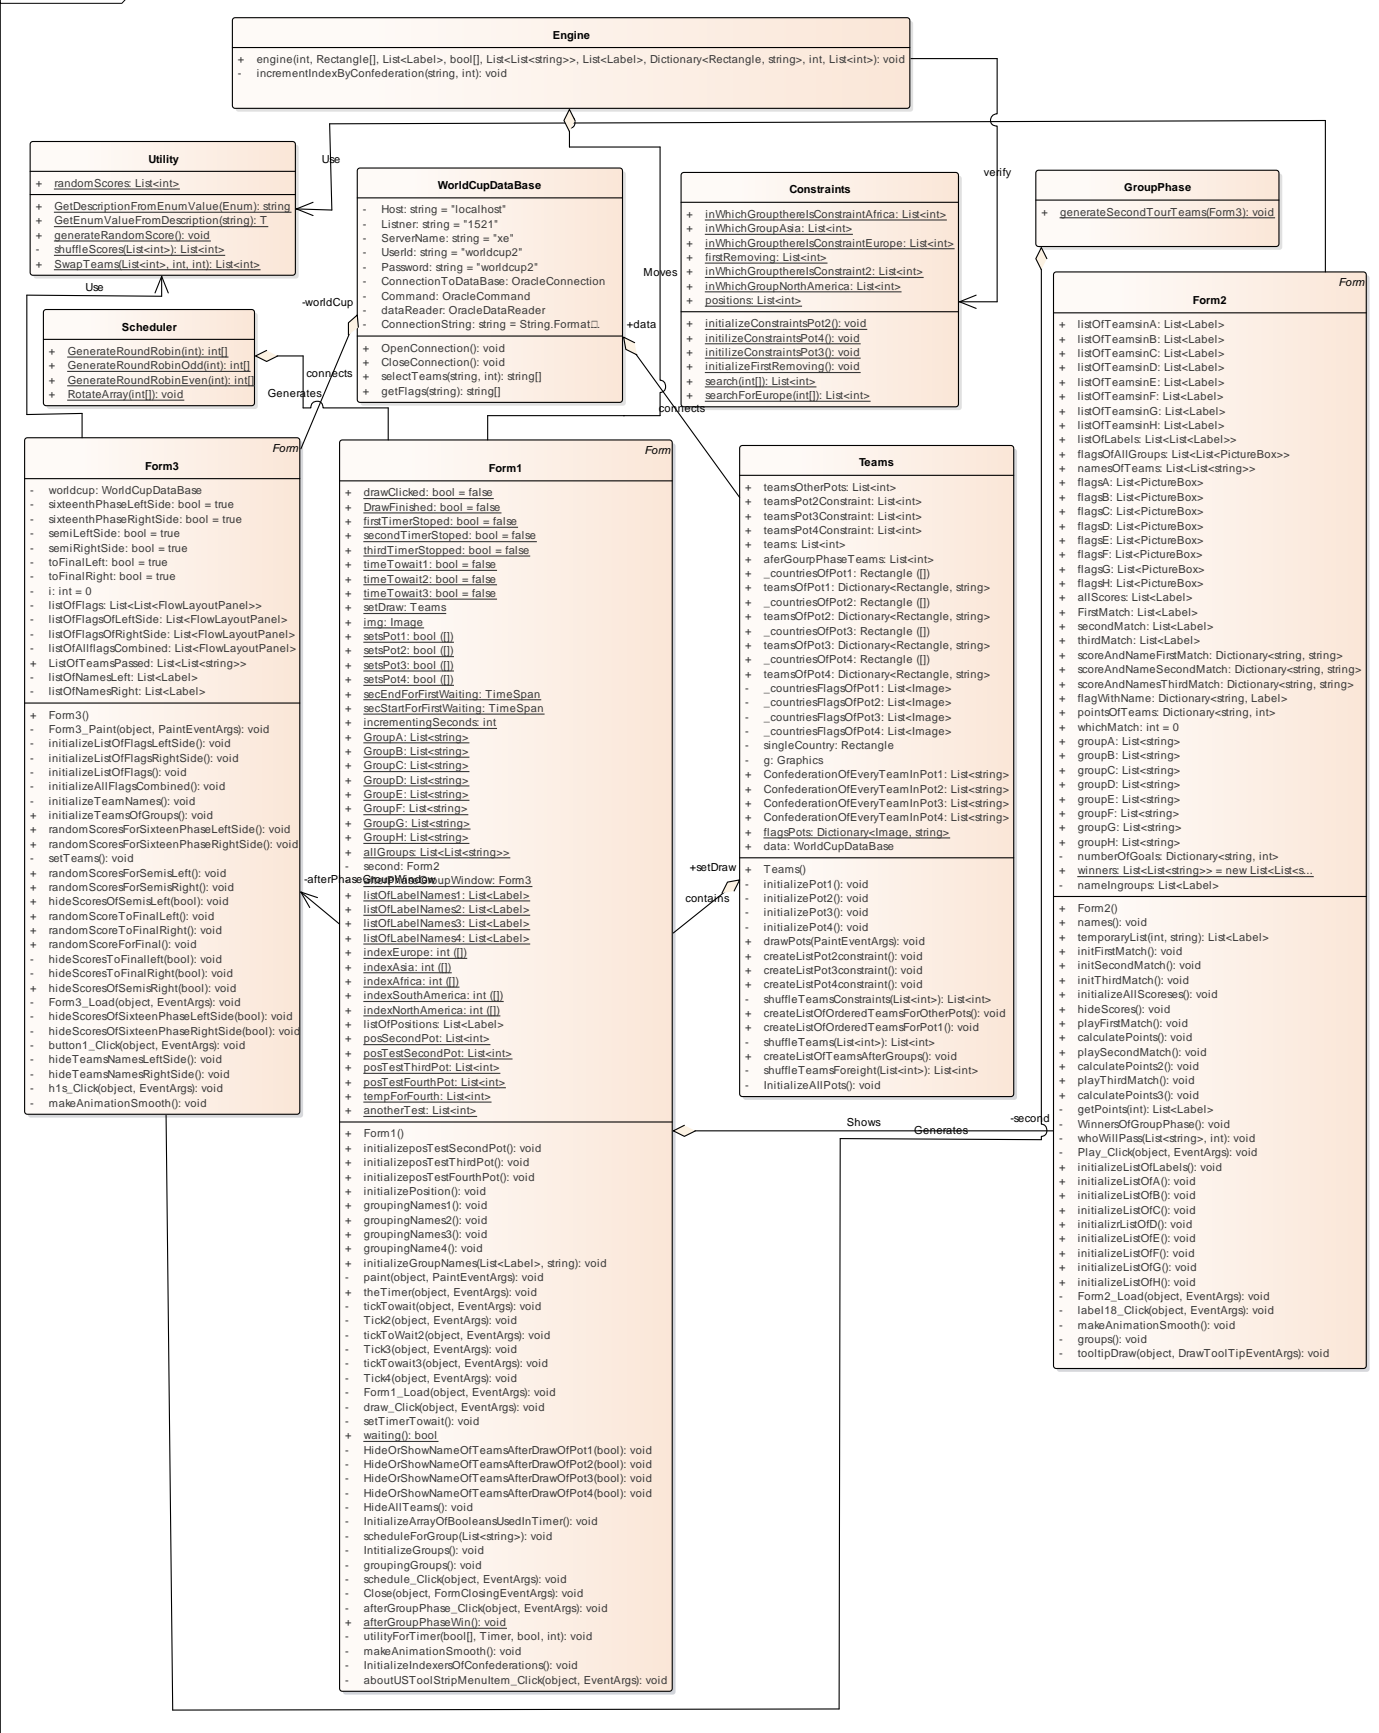 Engine
+ engine(int, Rectangle[], List<Label>, bool[], List<List<string>>, List<Label>, Dictionary<Rectangle, string>, int, List<int>): void
- incrementIndexByConfederation(string, int): void
Utility
+ randomScores: List<int>
+ GetDescriptionFromEnumValue(Enum): string
+ GetEnumValueFromDescription(string): T
+ generateRandomScore(): void
- shuffleScores(List<int>): List<int>
+ SwapTeams(List<int>, int, int): List<int>
Use
WorldCupDataBase
- Host: string = "localhost"
- Listner: string = "1521"
- ServerName: string = "xe"
- UserId: string = "worldcup2"
- Password: string = "worldcup2"
- ConnectionToDataBase: OracleConnection
- Command: OracleCommand
- dataReader: OracleDataReader
- ConnectionString: string = String.Format□...
+ OpenConnection(): void
+ CloseConnection(): void
+ selectTeams(string, int): string[]
+ getFlags(string): string[]
Constraints
+ inWhichGrouptherelsConstraintAfrica: List<int>
+ inWhichGroupAsia: List<int>
+ inWhichGrouptherelsConstraintEurope: List<int>
+ firstRemoving: List<int>
+ inWhichGrouptherelsConstraint2: List<int>
+ inWhichGroupNorthAmerica: List<int>
+ positions: List<int>
+ initializeConstraintsPot2(): void
+ initilizeConstraintsPot4(): void
+ initilizeConstraintsPot3(): void
+ initializeFirstRemoving(): void
+ search(int[]): List<int>
+ searchForEurope(int[]): List<int>
verify
GroupPhase
+ generateSecondTourTeams(Form3): void
Moves
Use
-worldCup
+data
connects
Generates
connects
Scheduler
+ GenerateRoundRobin(int): int[]
+ GenerateRoundRobinOdd(int): int[]
+ GenerateRoundRobinEven(int): int[]
+ RotateArray(int[]): void
Form
Form3
- worldcup: WorldCupDataBase
- sixteenthPhaseLeftSide: bool = true
- sixteenthPhaseRightSide: bool = true
- semiLeftSide: bool = true
- semiRightSide: bool = true
- toFinalLeft: bool = true
- toFinalRight: bool = true
- i: int = 0
- listOfFlags: List<List<FlowLayoutPanel>>
- listOfFlagsOfLeftSide: List<FlowLayoutPanel>
- listOfFlagsOfRightSide: List<FlowLayoutPanel>
- listOfAllflagsCombined: List<FlowLayoutPanel>
+ ListOfTeamsPassed: List<List<string>>
- listOfNamesLeft: List<Label>
- listOfNamesRight: List<Label>
+ Form3()
- Form3_Paint(object, PaintEventArgs): void
- initializeListOfFlagsLeftSide(): void
- initializeListOfFlagsRightSide(): void
- initializeListOfFlags(): void
- initializeAllFlagsCombined(): void
- initializeTeamNames(): void
+ initializeTeamsOfGroups(): void
+ randomScoresForSixteenPhaseLeftSide(): void
+ randomScoresForSixteenPhaseRightSide(): void
- setTeams(): void
+ randomScoresForSemisLeft(): void
+ randomScoresForSemisRight(): void
+ hideScoresOfSemisLeft(bool): void
+ randomScoreToFinalLeft(): void
+ randomScoreToFinalRight(): void
+ randomScoreForFinal(): void
- hideScoresToFinalleft(bool): void
- hideScoresToFinalRight(bool): void
+ hideScoresOfSemisRight(bool): void
- Form3_Load(object, EventArgs): void
- hideScoresOfSixteenPhaseLeftSide(bool): void
- hideScoresOfSixteenPhaseRightSide(bool): void
- button1_Click(object, EventArgs): void
- hideTeamsNamesLeftSide(): void
- hideTeamsNamesRightSide(): void
- h1s_Click(object, EventArgs): void
- makeAnimationSmooth(): void
Form
Form1
+ drawClicked: bool = false
+ DrawFinished: bool = false
+ firstTimerStoped: bool = false
+ secondTimerStoped: bool = false
+ thirdTimerStopped: bool = false
+ timeTowait1: bool = false
+ timeTowait2: bool = false
+ timeTowait3: bool = false
+ setDraw: Teams
+ img: Image
+ setsPot1: bool ([])
+ setsPot2: bool ([])
+ setsPot3: bool ([])
+ setsPot4: bool ([])
+ secEndForFirstWaiting: TimeSpan
+ secStartForFirstWaiting: TimeSpan
+ incrementingSeconds: int
+ GroupA: List<string>
+ GroupB: List<string>
+ GroupC: List<string>
+ GroupD: List<string>
+ GroupE: List<string>
+ GroupF: List<string>
+ GroupG: List<string>
+ GroupH: List<string>
+ allGroups: List<List<string>>
- second: Form2
- afterPhaseGroupWindow: Form3
+ listOfLabelNames1: List<Label>
+ listOfLabelNames2: List<Label>
+ listOfLabelNames3: List<Label>
+ listOfLabelNames4: List<Label>
+ indexEurope: int ([])
+ indexAsia: int ([])
+ indexAfrica: int ([])
+ indexSouthAmerica: int ([])
+ indexNorthAmerica: int ([])
+ listOfPositions: List<Label>
+ posSecondPot: List<int>
+ posTestSecondPot: List<int>
+ posTestThirdPot: List<int>
+ posTestFourthPot: List<int>
+ tempForFourth: List<int>
+ anotherTest: List<int>
+ Form1()
+ initializeposTestSecondPot(): void
+ initializeposTestThirdPot(): void
+ initializeposTestFourthPot(): void
+ initializePosition(): void
+ groupingNames1(): void
+ groupingNames2(): void
+ groupingNames3(): void
+ groupingName4(): void
+ initializeGroupNames(List<Label>, string): void
- paint(object, PaintEventArgs): void
+ theTimer(object, EventArgs): void
- tickTowait(object, EventArgs): void
- Tick2(object, EventArgs): void
- tickToWait2(object, EventArgs): void
- Tick3(object, EventArgs): void
- tickTowait3(object, EventArgs): void
- Tick4(object, EventArgs): void
- Form1_Load(object, EventArgs): void
- draw_Click(object, EventArgs): void
- setTimerTowait(): void
+ waiting(): bool
- HideOrShowNameOfTeamsAfterDrawOfPot1(bool): void
- HideOrShowNameOfTeamsAfterDrawOfPot2(bool): void
- HideOrShowNameOfTeamsAfterDrawOfPot3(bool): void
- HideOrShowNameOfTeamsAfterDrawOfPot4(bool): void
- HideAllTeams(): void
- InitializeArrayOfBooleansUsedInTimer(): void
- scheduleForGroup(List<string>): void
- IntitializeGroups(): void
- groupingGroups(): void
- schedule_Click(object, EventArgs): void
- Close(object, FormClosingEventArgs): void
- afterGroupPhase_Click(object, EventArgs): void
+ afterGroupPhaseWin(): void
- utilityForTimer(bool[], Timer, bool, int): void
- makeAnimationSmooth(): void
- InitializeIndexersOfConfederations(): void
- aboutUSToolStripMenuItem_Click(object, EventArgs): void
-afterPhaseGroupWindow
+setDraw
contains
Teams
+ teamsOtherPots: List<int>
+ teamsPot2Constraint: List<int>
+ teamsPot3Constraint: List<int>
+ teamsPot4Constraint: List<int>
+ teams: List<int>
+ aferGourpPhaseTeams: List<int>
+ _countriesOfPot1: Rectangle ([])
+ teamsOfPot1: Dictionary<Rectangle, string>
+ _countriesOfPot2: Rectangle ([])
+ teamsOfPot2: Dictionary<Rectangle, string>
+ _countriesOfPot3: Rectangle ([])
+ teamsOfPot3: Dictionary<Rectangle, string>
+ _countriesOfPot4: Rectangle ([])
+ teamsOfPot4: Dictionary<Rectangle, string>
- _countriesFlagsOfPot1: List<Image>
- _countriesFlagsOfPot2: List<Image>
- _countriesFlagsOfPot3: List<Image>
- _countriesFlagsOfPot4: List<Image>
- singleCountry: Rectangle
- g: Graphics
+ ConfederationOfEveryTeamInPot1: List<string>
+ ConfederationOfEveryTeamInPot2: List<string>
+ ConfederationOfEveryTeamInPot3: List<string>
+ ConfederationOfEveryTeamInPot4: List<string>
+ flagsPots: Dictionary<Image, string>
+ data: WorldCupDataBase
+ Teams()
- initializePot1(): void
- initializePot2(): void
- initializePot3(): void
- initializePot4(): void
+ drawPots(PaintEventArgs): void
+ createListPot2constraint(): void
+ createListPot3constraint(): void
+ createListPot4constraint(): void
- shuffleTeamsConstraints(List<int>): List<int>
+ createListOfOrderedTeamsForOtherPots(): void
+ createListOfOrderedTeamsForPot1(): void
- shuffleTeams(List<int>): List<int>
+ createListOfTeamsAfterGroups(): void
- shuffleTeamsForeight(List<int>): List<int>
- InitializeAllPots(): void
Shows
Generates
-second
Form
Form2
+ listOfTeamsinA: List<Label>
+ listOfTeamsinB: List<Label>
+ listOfTeamsinC: List<Label>
+ listOfTeamsinD: List<Label>
+ listOfTeamsinE: List<Label>
+ listOfTeamsinF: List<Label>
+ listOfTeamsinG: List<Label>
+ listOfTeamsinH: List<Label>
+ listOfLabels: List<List<Label>>
+ flagsOfAllGroups: List<List<PictureBox>>
+ namesOfTeams: List<List<string>>
+ flagsA: List<PictureBox>
+ flagsB: List<PictureBox>
+ flagsC: List<PictureBox>
+ flagsD: List<PictureBox>
+ flagsE: List<PictureBox>
+ flagsF: List<PictureBox>
+ flagsG: List<PictureBox>
+ flagsH: List<PictureBox>
+ allScores: List<Label>
+ FirstMatch: List<Label>
+ secondMatch: List<Label>
+ thirdMatch: List<Label>
+ scoreAndNameFirstMatch: Dictionary<string, string>
+ scoreAndNameSecondMatch: Dictionary<string, string>
+ scoreAndNamesThirdMatch: Dictionary<string, string>
+ flagWithName: Dictionary<string, Label>
+ pointsOfTeams: Dictionary<string, int>
+ whichMatch: int = 0
+ groupA: List<string>
+ groupB: List<string>
+ groupC: List<string>
+ groupD: List<string>
+ groupE: List<string>
+ groupF: List<string>
+ groupG: List<string>
+ groupH: List<string>
- numberOfGoals: Dictionary<string, int>
+ winners: List<List<string>> = new List<List<s...
- nameIngroups: List<Label>
+ Form2()
+ names(): void
+ temporaryList(int, string): List<Label>
+ initFirstMatch(): void
+ initSecondMatch(): void
+ initThirdMatch(): void
+ initializeAllScoreses(): void
+ hideScores(): void
+ playFirstMatch(): void
+ calculatePoints(): void
+ playSecondMatch(): void
+ calculatePoints2(): void
+ playThirdMatch(): void
+ calculatePoints3(): void
- getPoints(int): List<Label>
- WinnersOfGroupPhase(): void
- whoWillPass(List<string>, int): void
- Play_Click(object, EventArgs): void
+ initializeListOfLabels(): void
+ initializeListOfA(): void
+ initializeListOfB(): void
+ initializeListOfC(): void
+ initializrListOfD(): void
+ initializeListOfE(): void
+ initializeListOfF(): void
+ initializeListOfG(): void
+ initializeListOfH(): void
- Form2_Load(object, EventArgs): void
- label18_Click(object, EventArgs): void
- makeAnimationSmooth(): void
- groups(): void
- tooltipDraw(object, DrawToolTipEventArgs): void